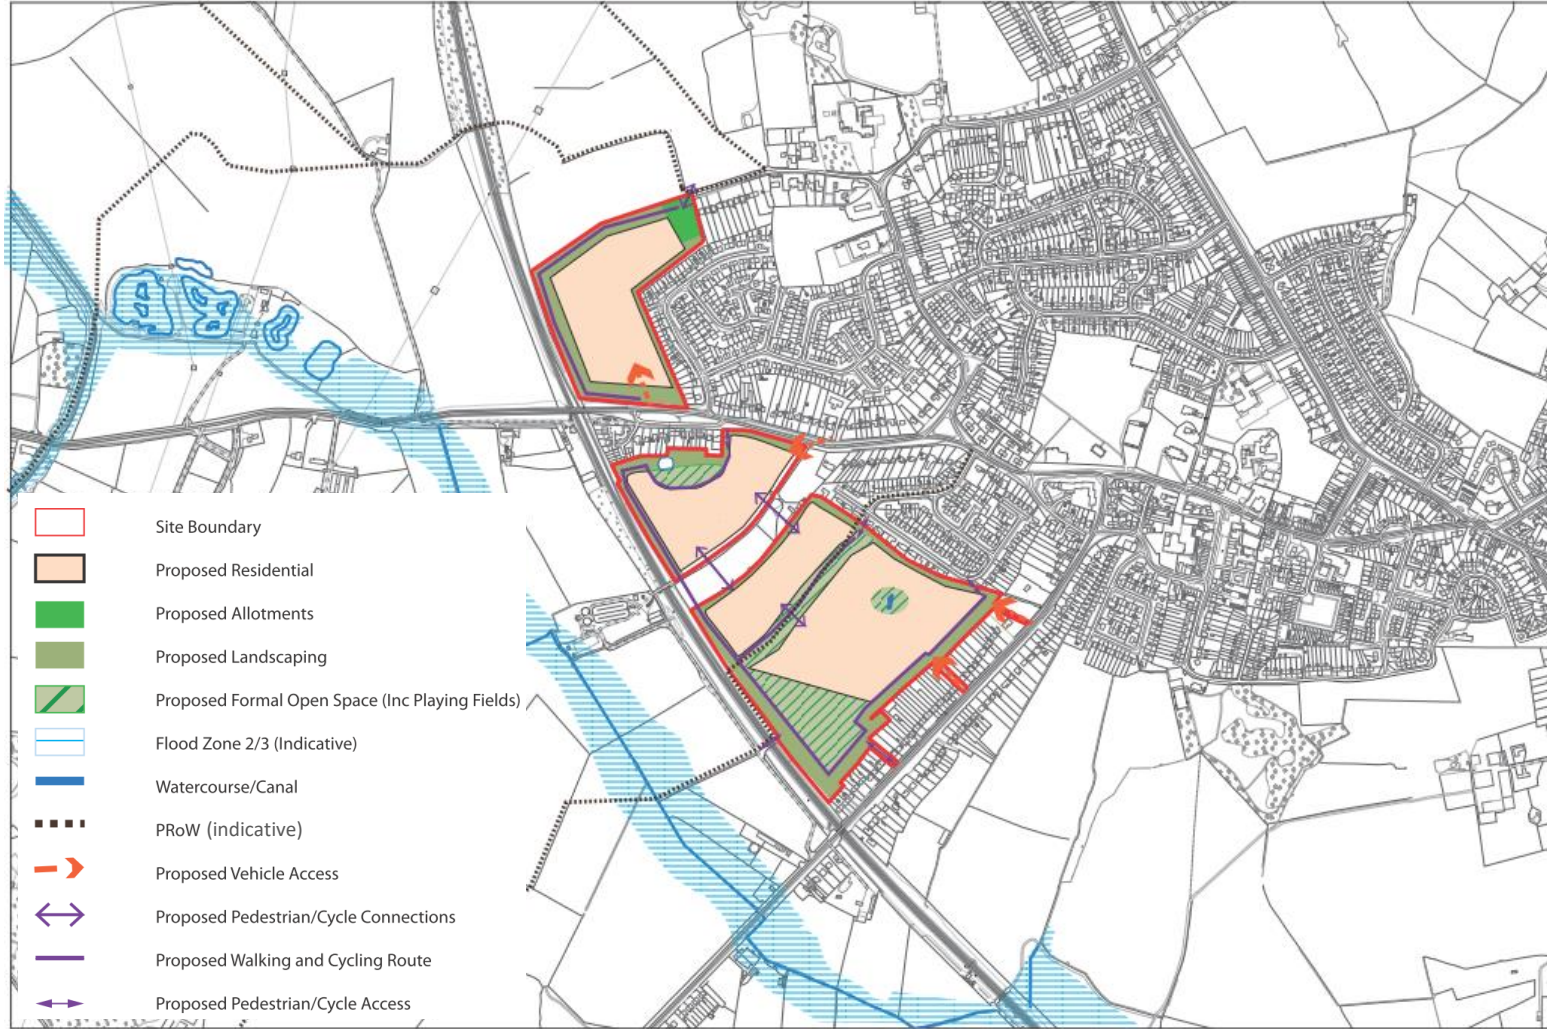 Site Boundary
Proposed Residential
Proposed Allotments
Proposed Landscaping
Proposed Formal Open Space (Inc Playing Fields)
Flood Zone 2/3 (Indicative)
Watercourse/Canal
PRoW (indicative)
Proposed Vehicle Access
Proposed Pedestrian/Cycle Connections
Proposed Walking and Cycling Route
Proposed Pedestrian/Cycle Access